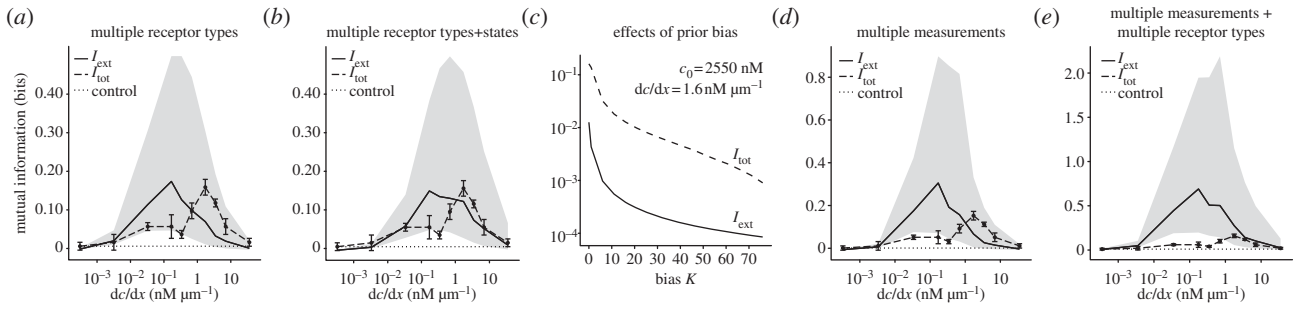 (a)
multiple receptor types
mutual information (bits)
I_ext
I_tot
control
0.40
0.30
0.20
0.10
0
10⁻³ 10⁻² 10⁻¹ 1 10
dc/dx (nM µm⁻¹)
(b)
multiple receptor types+states
I_ext
I_tot
control
0.40
0.30
0.20
0.10
0
10⁻³ 10⁻² 10⁻¹ 1 10
dc/dx (nM µm⁻¹)
(c)
effects of prior bias
c₀=2550 nM
dc/dx=1.6 nM µm⁻¹
10⁻¹
10⁻²
10⁻³
10⁻⁴
I_tot
I_ext
0 10 20 30 40 50 60 70
bias K
(d)
multiple measurements
I_ext
I_tot
control
0.8
0.6
0.4
0.2
0
10⁻³ 10⁻² 10⁻¹ 1 10
dc/dx (nM µm⁻¹)
(e)
multiple measurements +
multiple receptor types
I_ext
I_tot
control
2.0
1.5
1.0
0.5
0
10⁻³ 10⁻² 10⁻¹ 1 10
dc/dx (nM µm⁻¹)